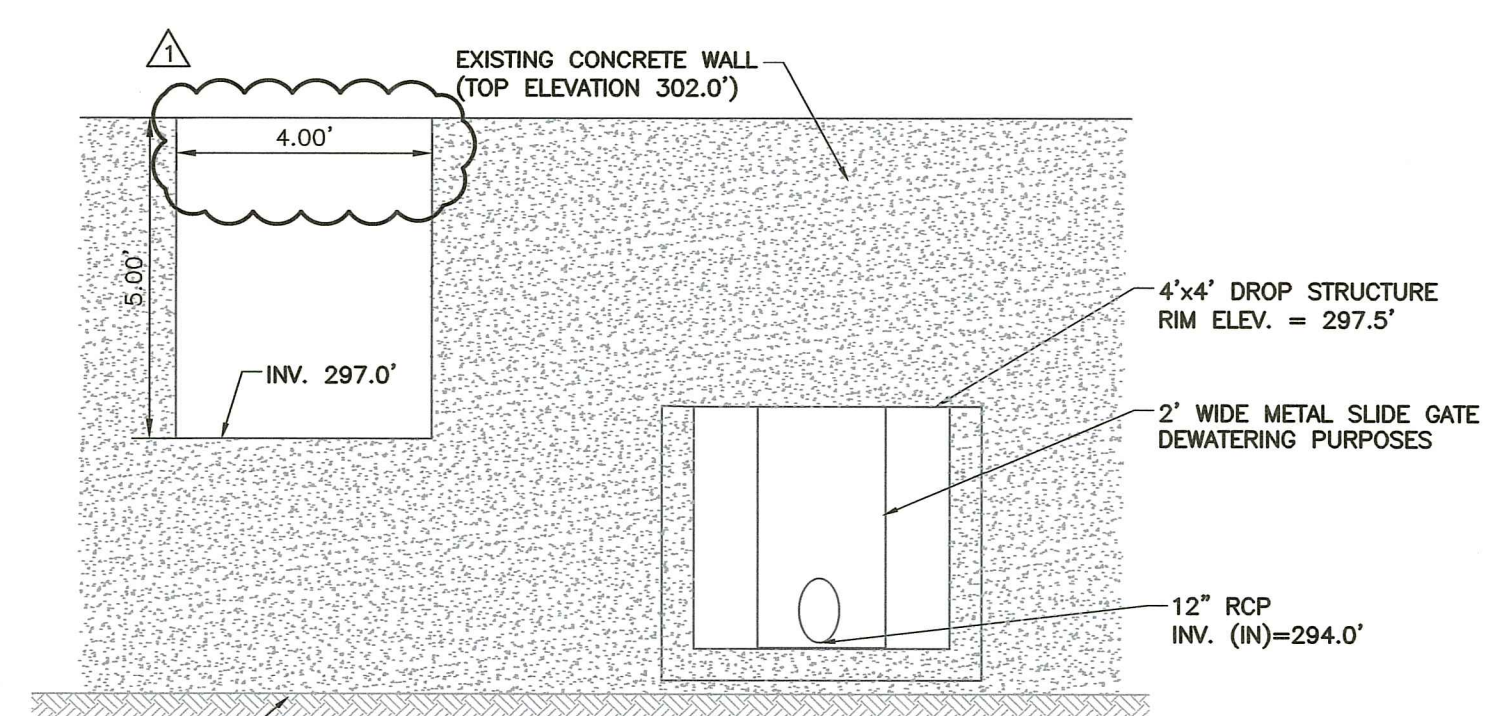 1
EXISTING CONCRETE WALL
(TOP ELEVATION 302.0')
4.00'
5.00'
INV. 297.0'
4'x4' DROP STRUCTURE
RIM ELEV. = 297.5'
2' WIDE METAL SLIDE GATE
DEWATERING PURPOSES
12" RCP
INV. (IN)=294.0'